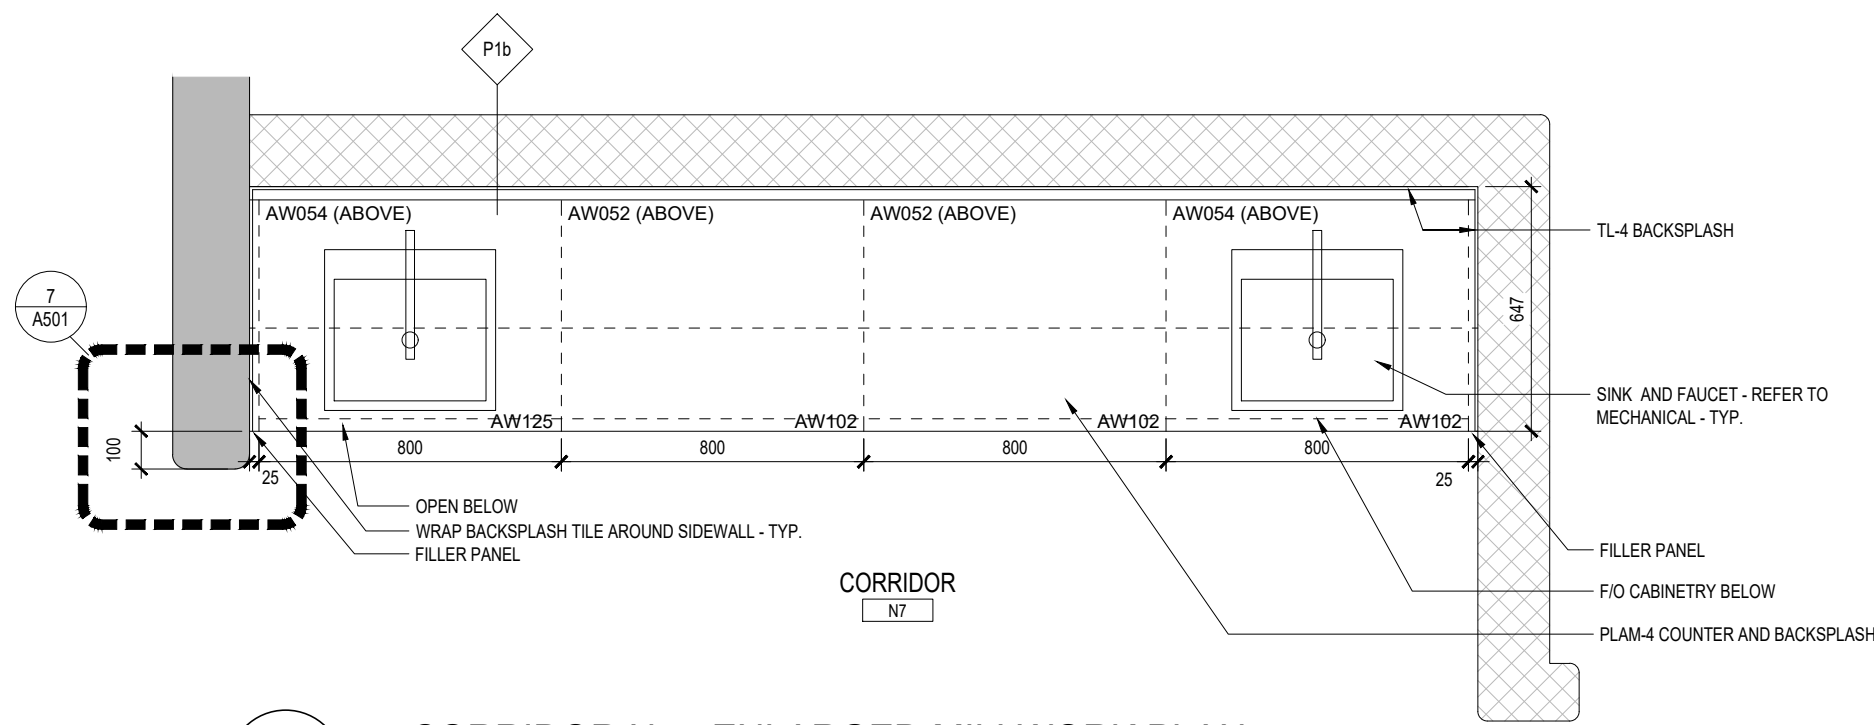 P1b
AW054 (ABOVE)
AW052 (ABOVE)
AW052 (ABOVE)
AW054 (ABOVE)
TL-4 BACKSPLASH
7
A501
647
SINK AND FAUCET - REFER TO
MECHANICAL - TYP.
AW125
AW102
AW102
AW102
100
800
800
800
800
25
25
OPEN BELOW
WRAP BACKSPLASH TILE AROUND SIDEWALL - TYP.
FILLER PANEL
FILLER PANEL
CORRIDOR
N7
F/O CABINETRY BELOW
PLAM-4 COUNTER AND BACKSPLASH